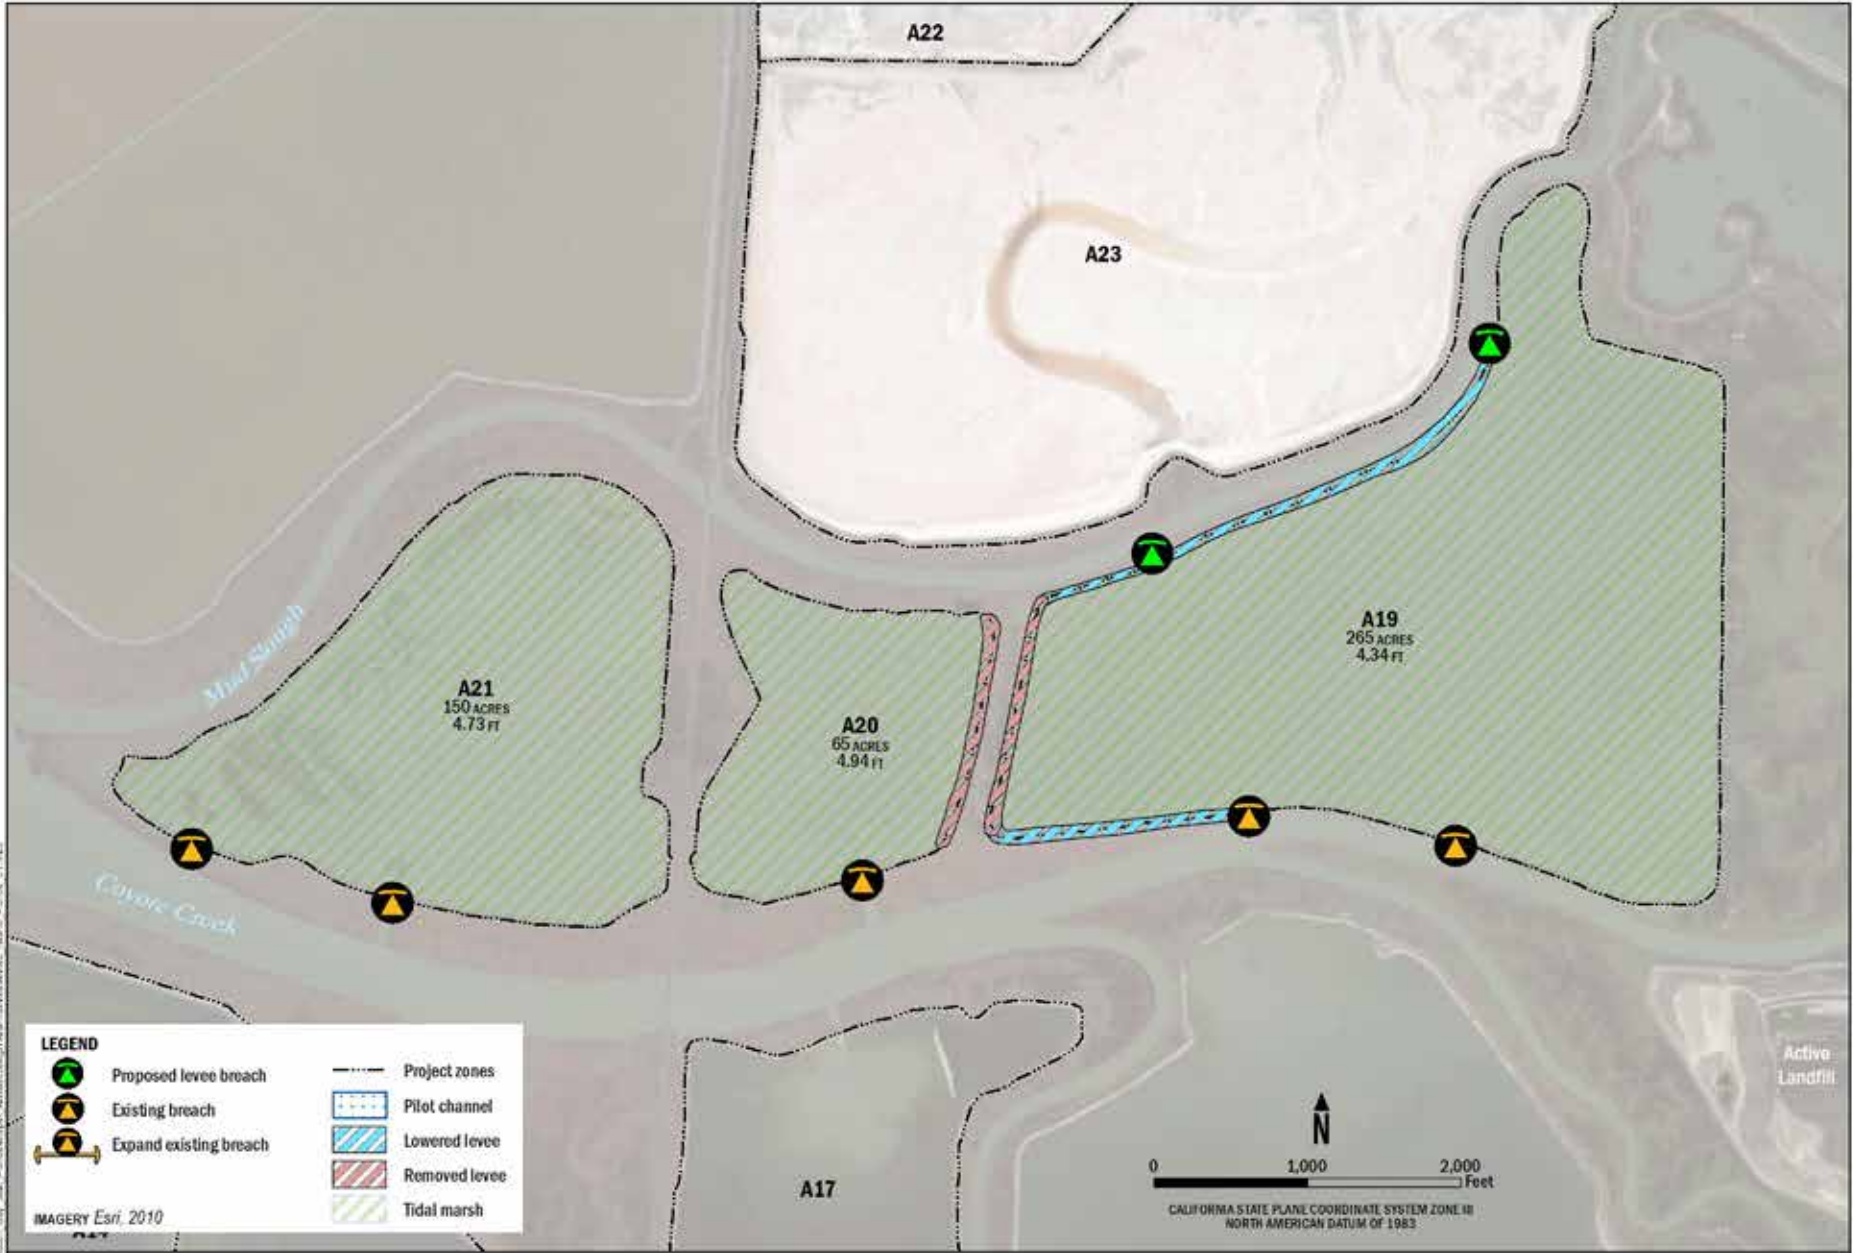 A22
A23
A19
265 ACRES
4.34 FT
A21
150 ACRES
4.73 FT
A20
65 ACRES
4.94 FT
Mud Slough
Coyote Creek
Active
Landfill
A17
LEGEND
Proposed levee breach
Existing breach
Expand existing breach
Project zones
Pilot channel
Lowered levee
Removed levee
Tidal marsh
IMAGERY Esri, 2010
N
0 1,000 2,000
Feet
CALIFORNIA STATE PLANE COORDINATE SYSTEM ZONE III
NORTH AMERICAN DATUM OF 1983